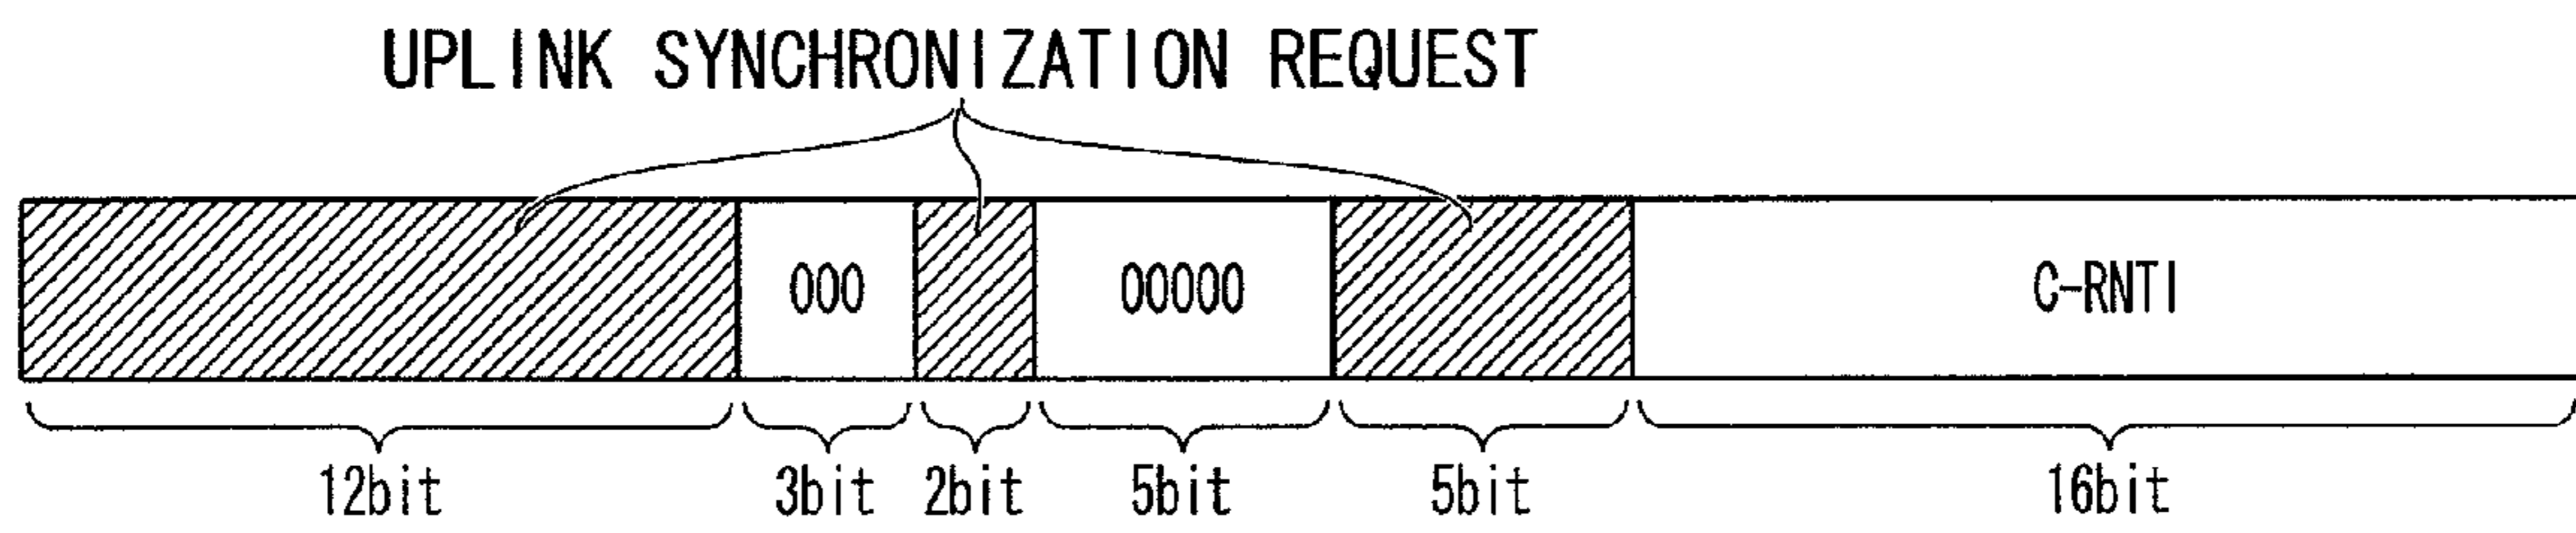 UPLINK SYNCHRONIZATION REQUEST
000 00000 C-RNTI
12bit 3bit 2bit 5bit 5bit 16bit